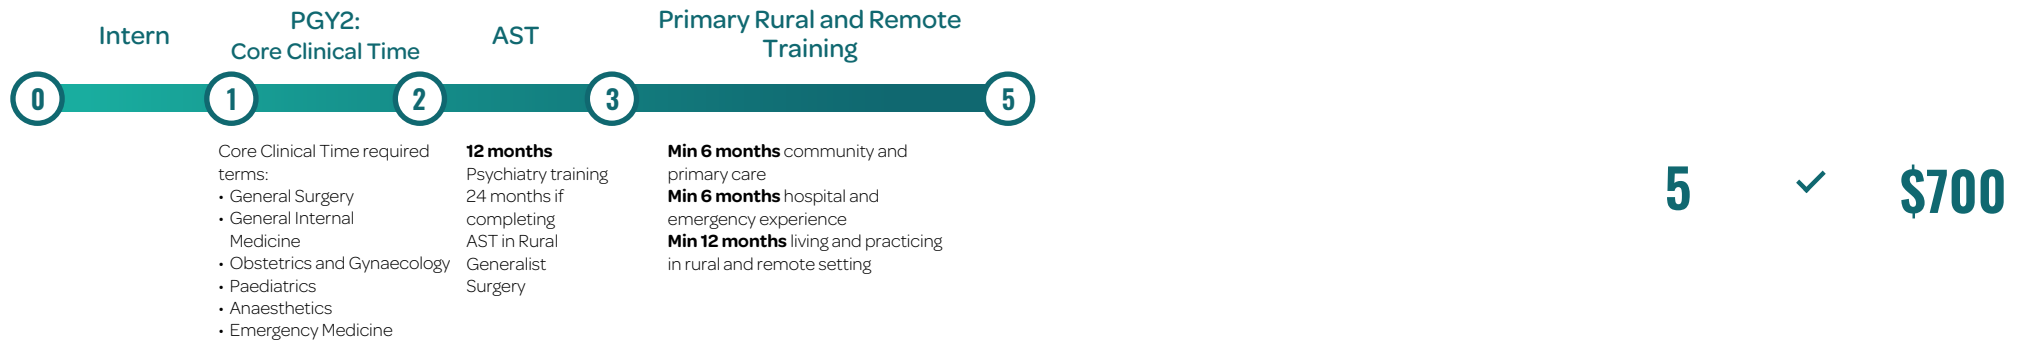 Intern
PGY2:
Core Clinical Time
AST
Primary Rural and Remote
Training
0
1
2
3
5
Core Clinical Time required
terms:
• General Surgery
• General Internal
Medicine
• Obstetrics and Gynaecology
• Paediatrics
• Anaesthetics
• Emergency Medicine
12 months
Psychiatry training
24 months if
completing
AST in Rural
Generalist
Surgery
Min 6 months community and
primary care
Min 6 months hospital and
emergency experience
Min 12 months living and practicing
in rural and remote setting
5
✓
$700